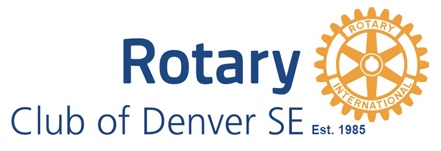 Rotary
Club of Denver SE Est. 1985
ROTARY
INTERNATIONAL